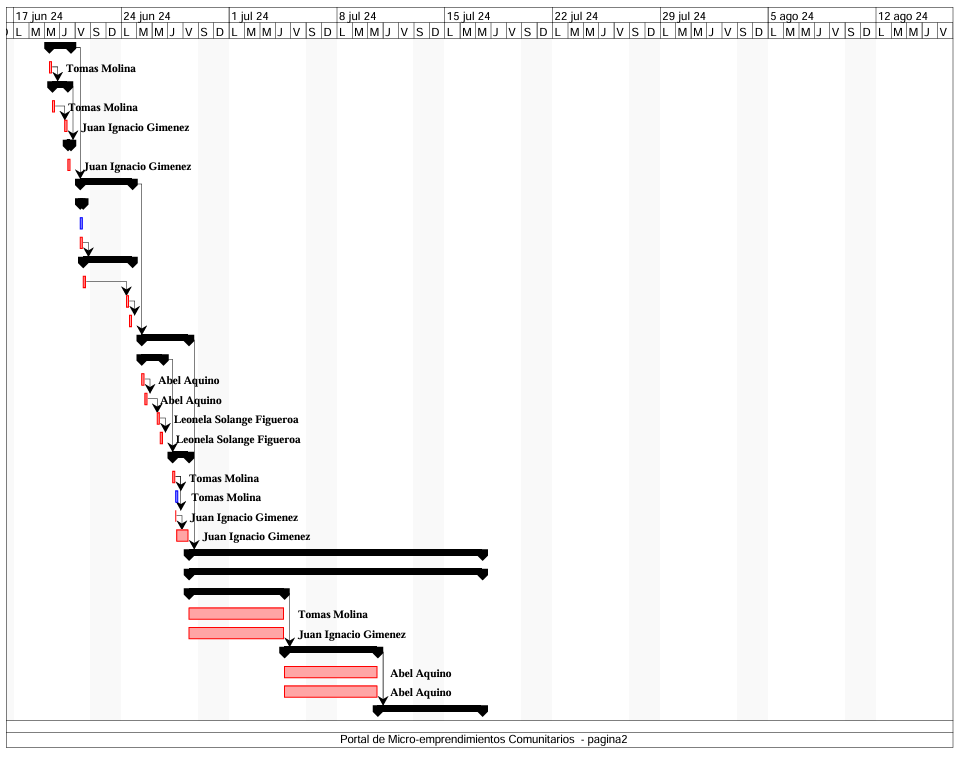 17 jun 24 24 jun 24 1 jul 24 8 jul 24 15 jul 24 22 jul 24 29 jul 24 5 ago 24 12 ago 24
L M M J V S D L M M J V S D L M M J V S D L M M J V S D L M M J V S D L M M J V S D L M M J V S D L M M J V S D L M M J V
Tomas Molina
Tomas Molina
Juan Ignacio Gimenez
Juan Ignacio Gimenez
Abel Aquino
Abel Aquino
Leonela Solange Figueroa
Leonela Solange Figueroa
Tomas Molina
Tomas Molina
Juan Ignacio Gimenez
Juan Ignacio Gimenez
Tomas Molina
Juan Ignacio Gimenez
Abel Aquino
Abel Aquino
Portal de Micro-emprendimientos Comunitarios - pagina2